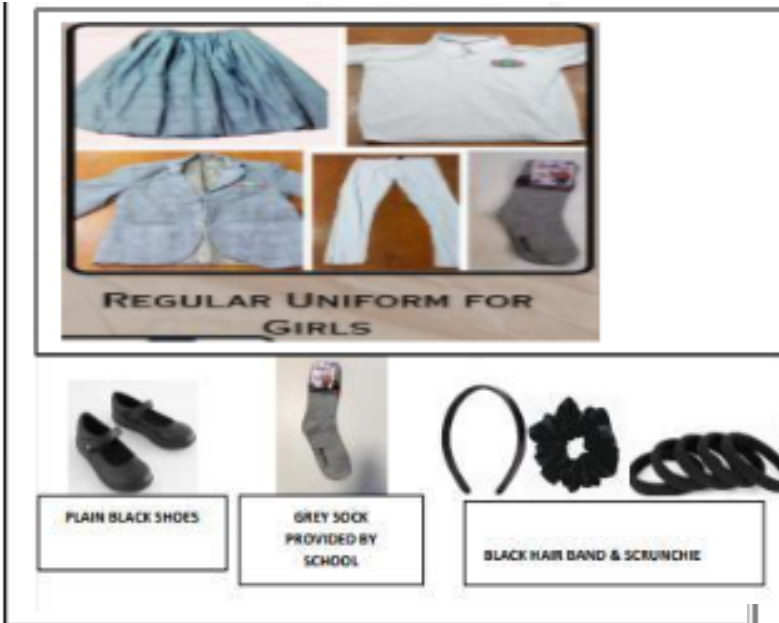 REGULAR UNIFORM FOR
GIRLS
PLAIN BLACK SHOES
GREY SOCK
PROVIDED BY
SCHOOL
BLACK HAIR BAND & SCRUNCHIE